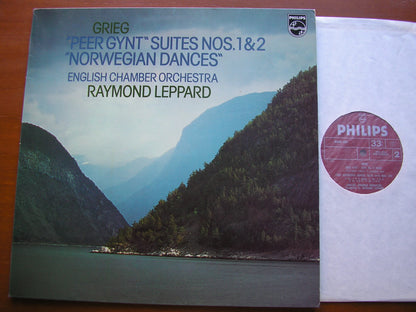 GRIEG
"PEER GYNT" SUITES NOS. 1 & 2
"NORWEGIAN DANCES"
ENGLISH CHAMBER ORCHESTRA
RAYMOND LEPPARD
PHILIPS
PHILIPS
33
2